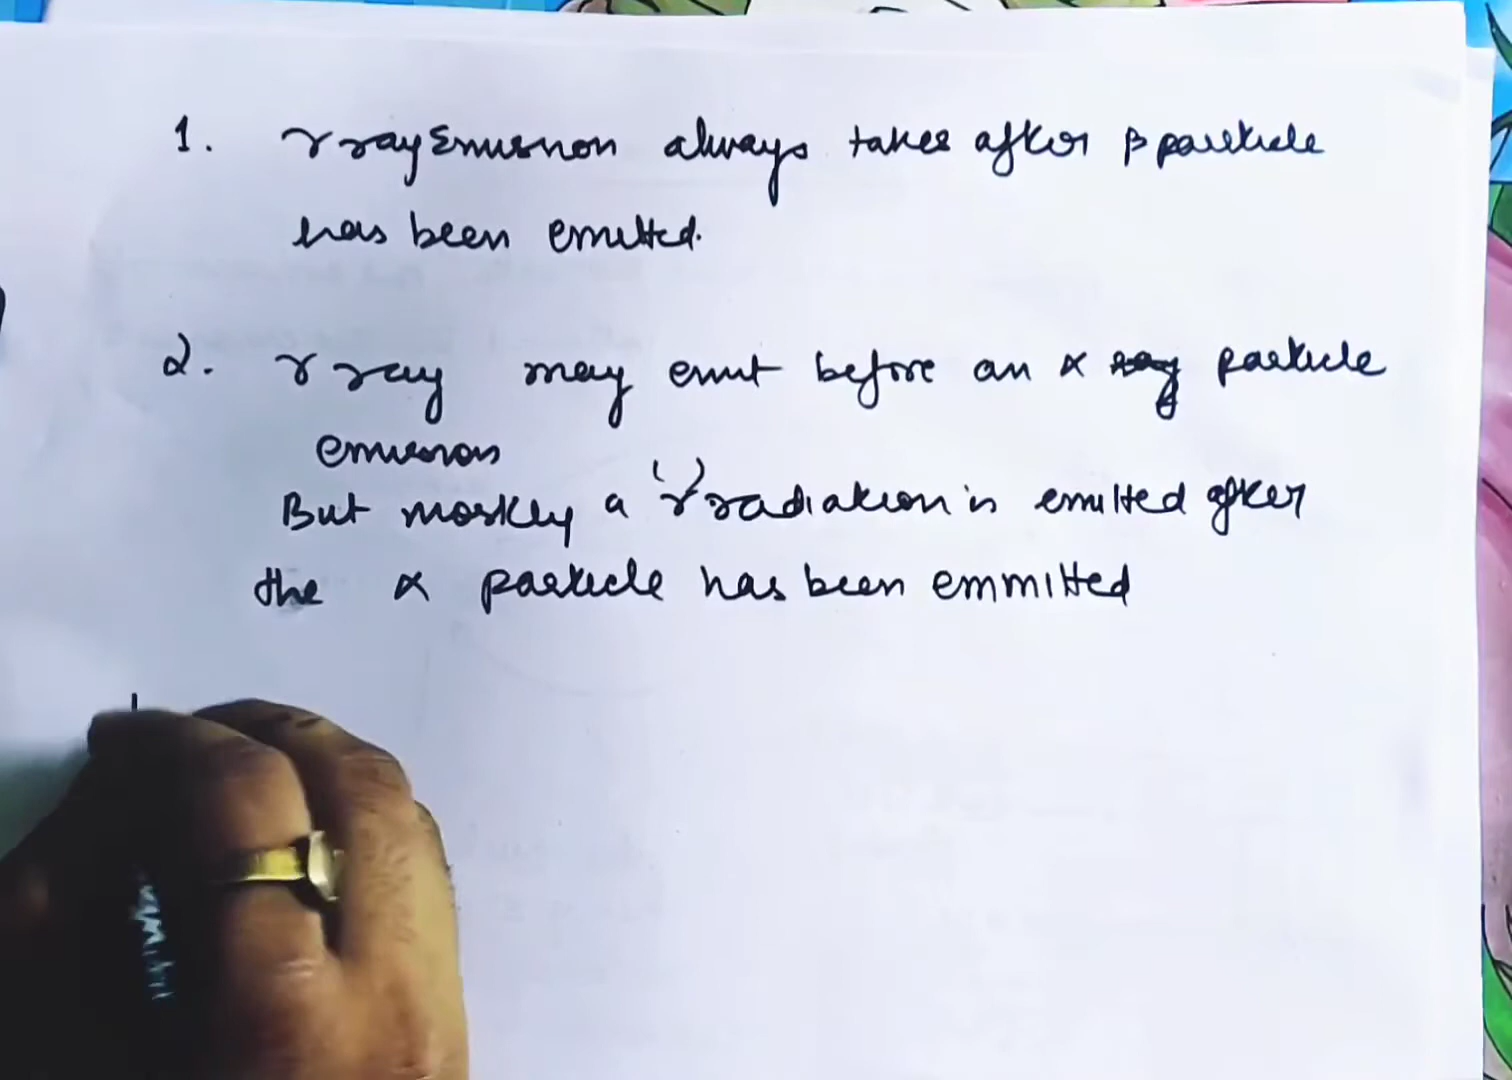 1. γ ray Emission always takes after β particle
has been emitted.
2. γ ray may emit before an α particle
emission
But mostly a (γ) radiation is emitted after
the α particle has been emmitted